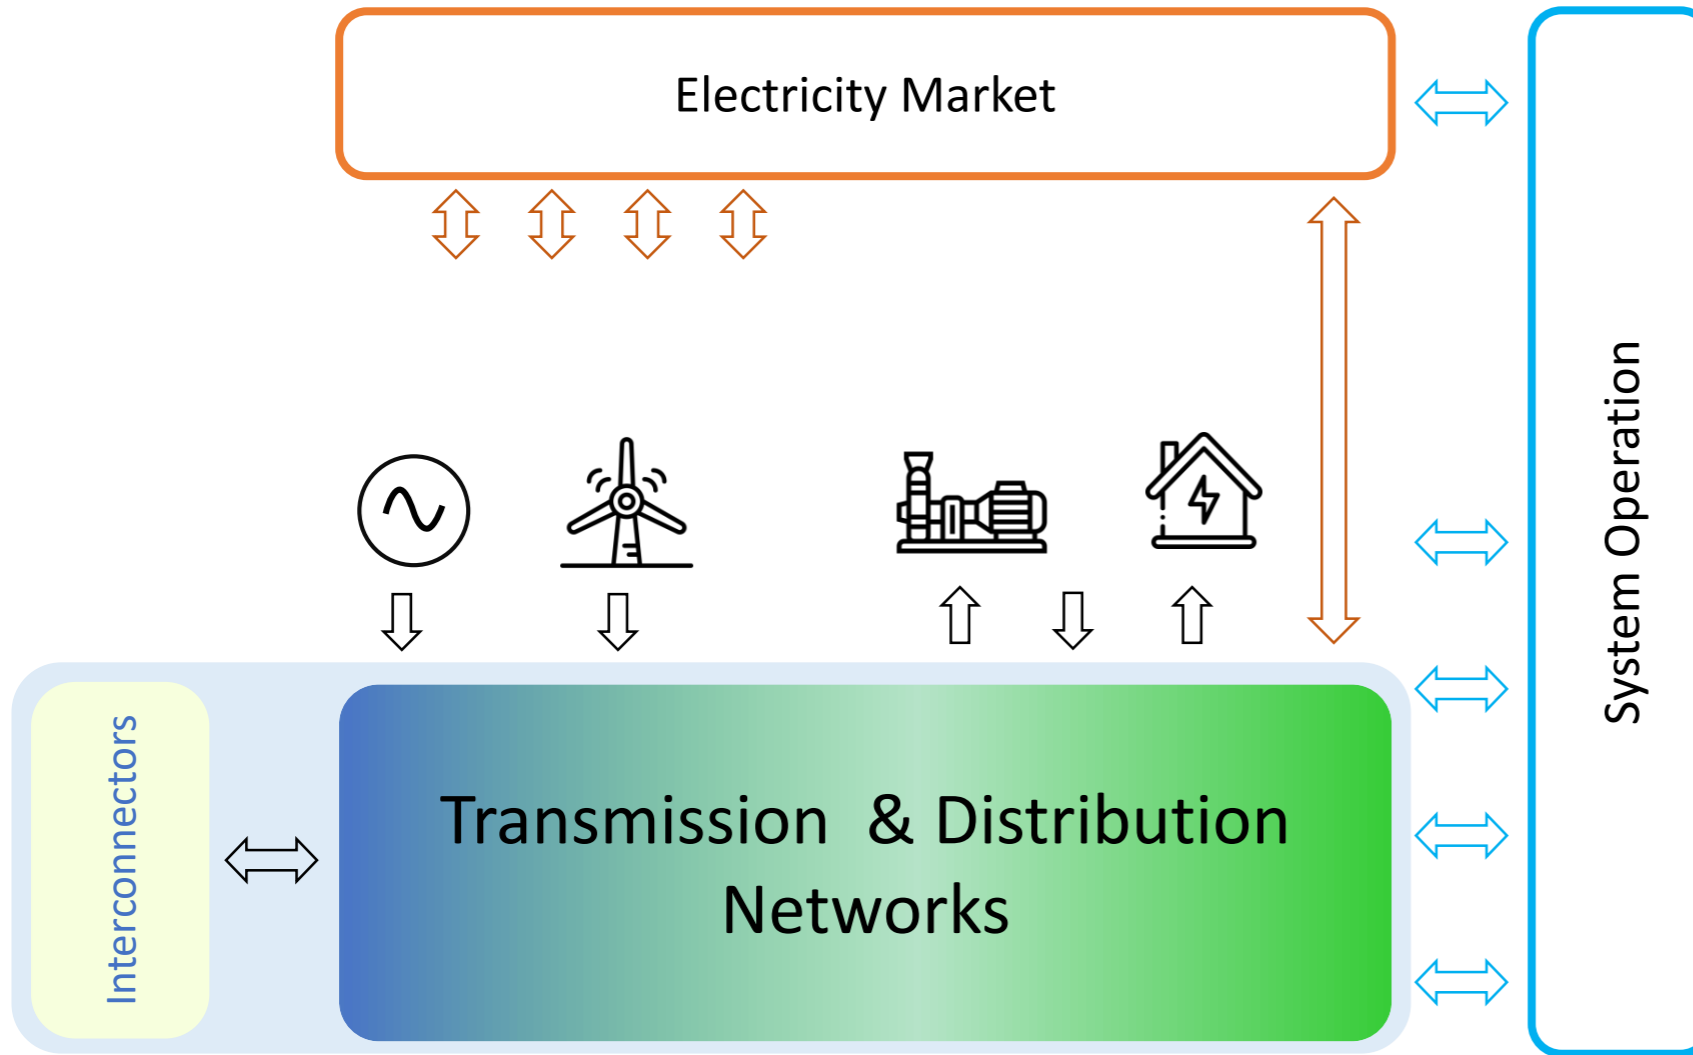 Electricity Market
System Operation
Interconnectors
Transmission & Distribution
Networks